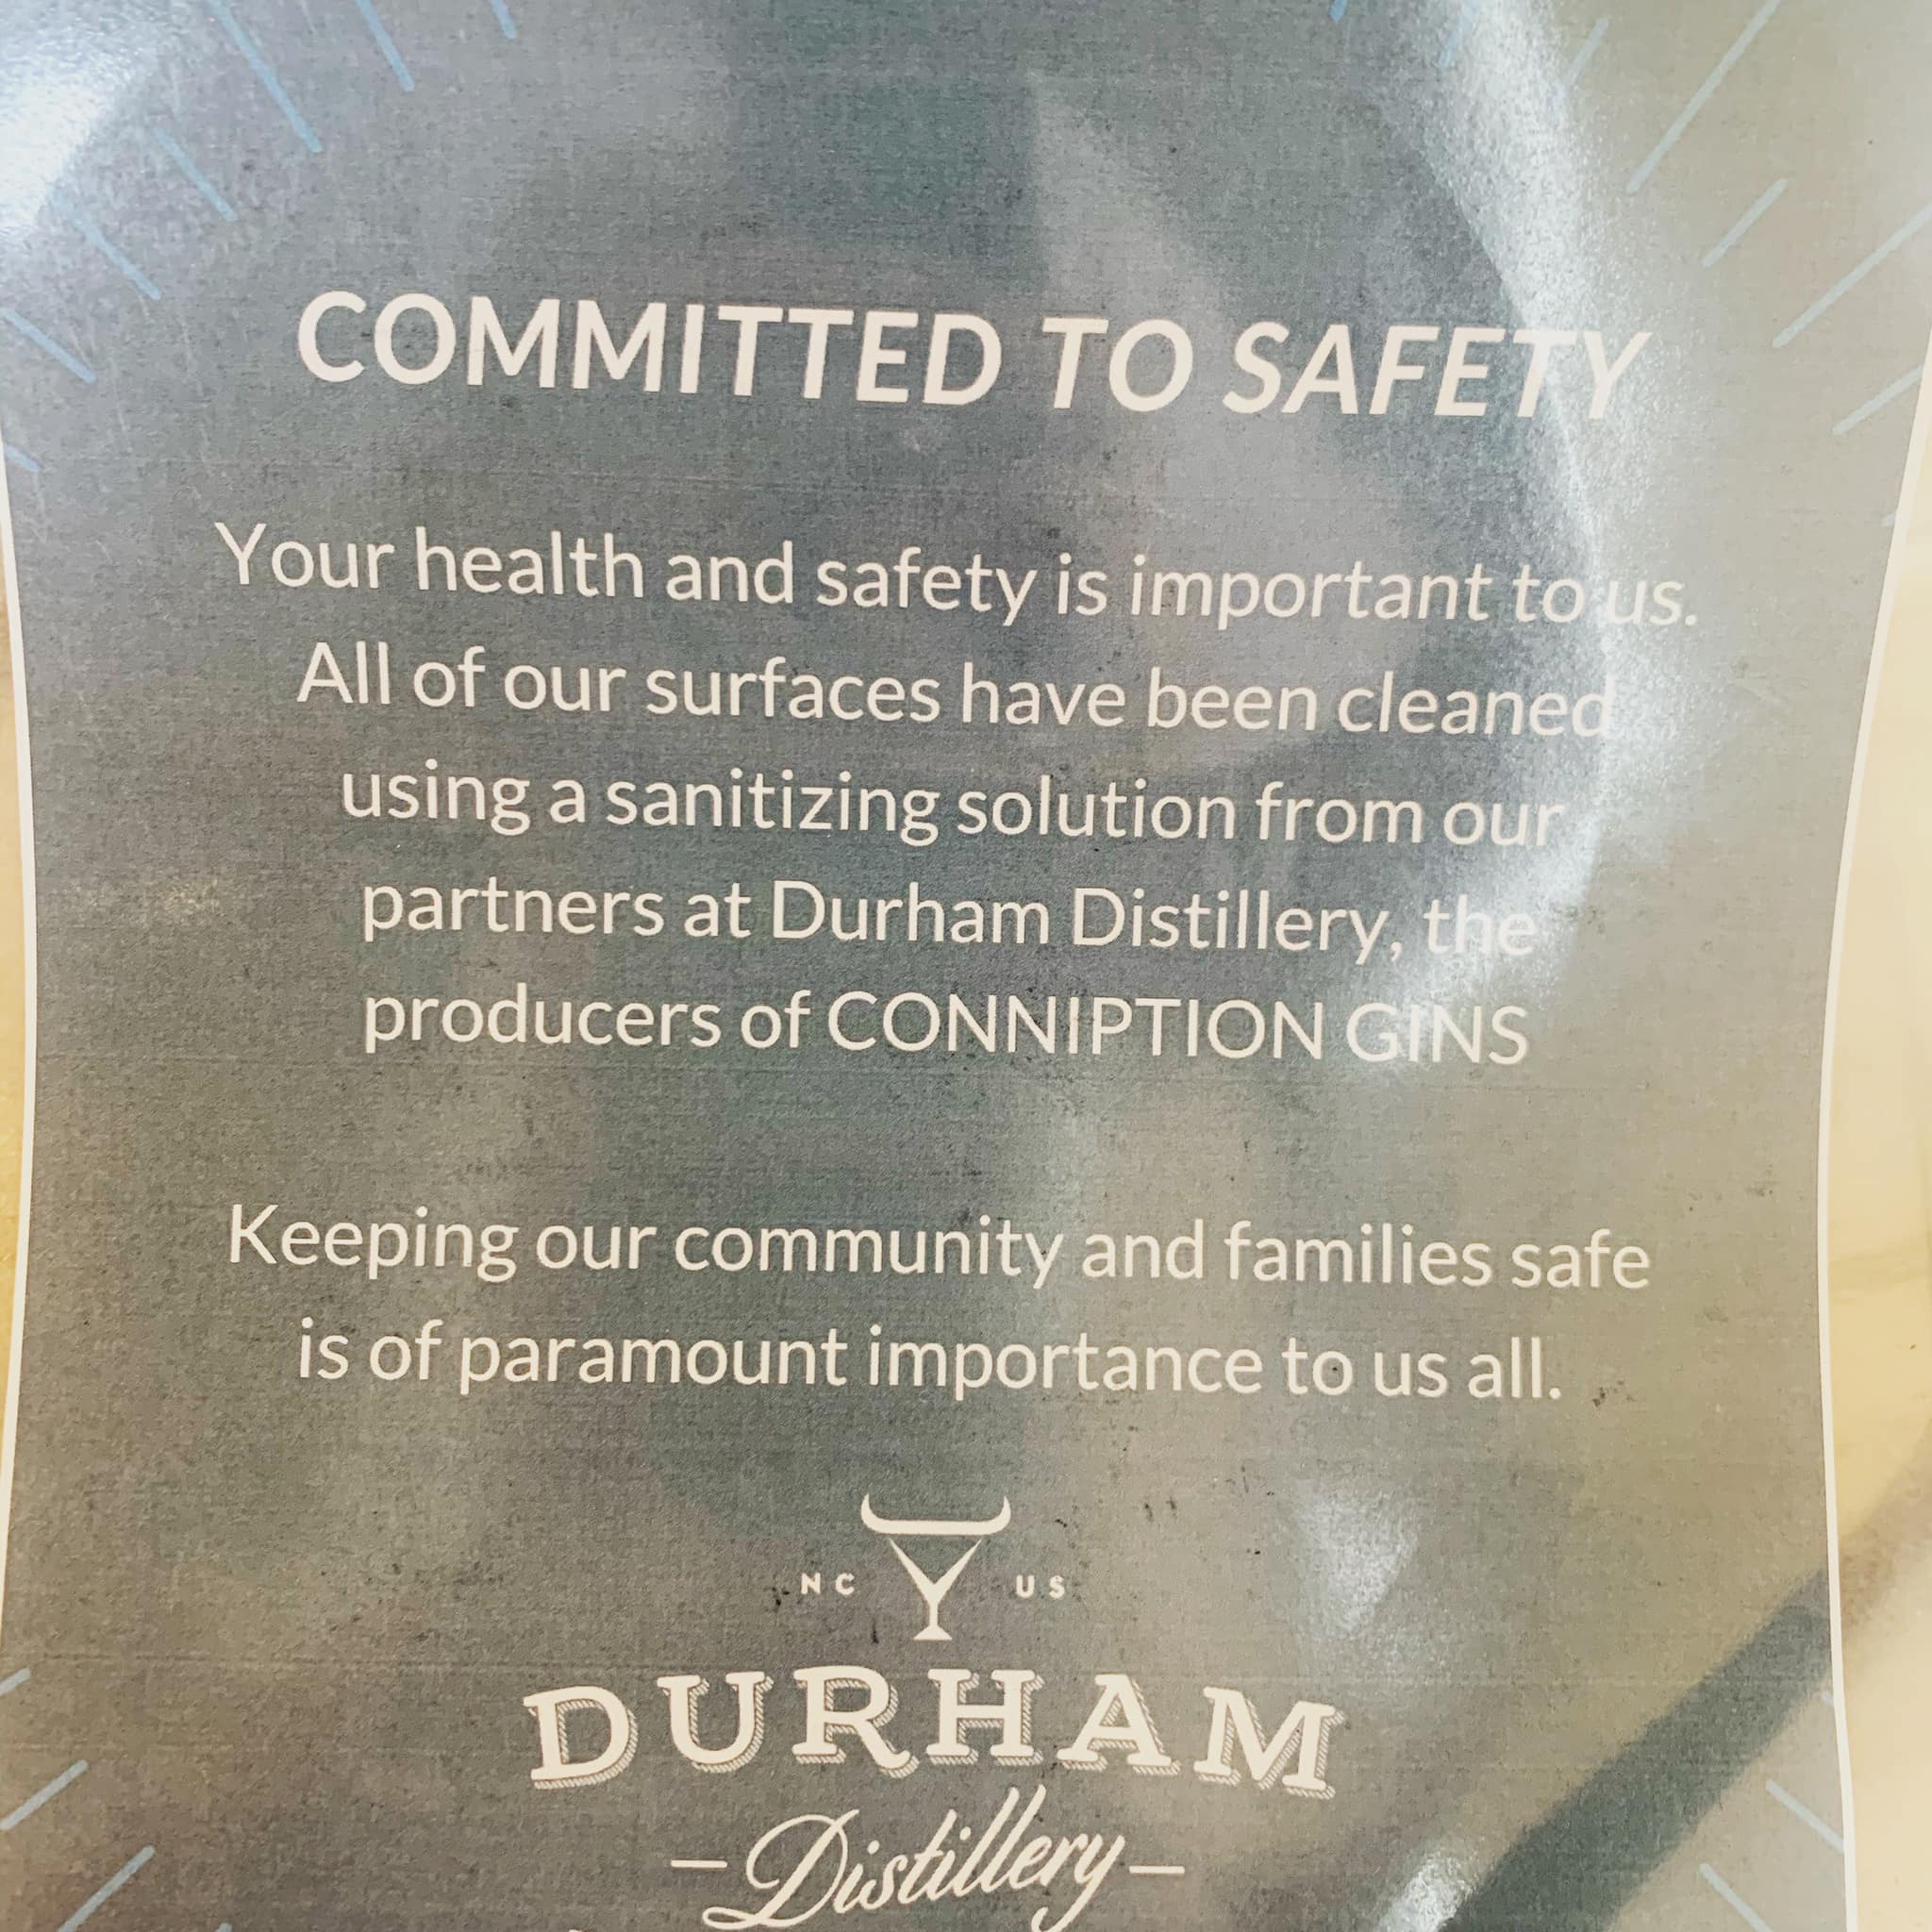 COMMITTED TO SAFETY
Your health and safety is important to us.
All of our surfaces have been cleaned
using a sanitizing solution from our
partners at Durham Distillery, the
producers of CONNIPTION GINS
Keeping our community and families safe
is of paramount importance to us all.
NC US
DURHAM
Distillery